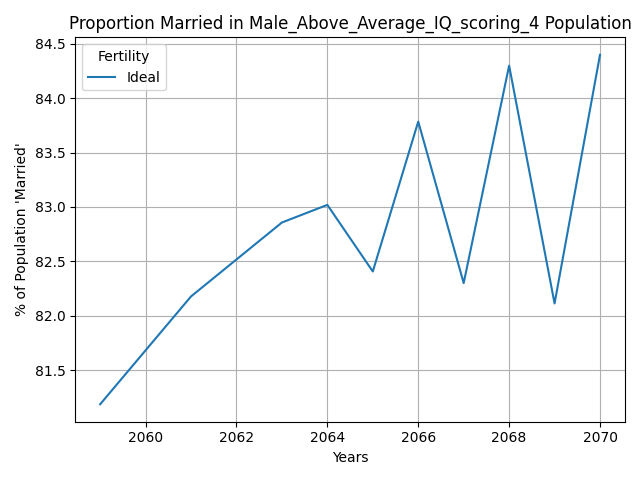 Proportion Married in Male_Above_Average_IQ_scoring_4 Population
84.5
84.0
83.5
83.0
82.5
82.0
81.5
% of Population 'Married'
Fertility
Ideal
2060 2062 2064 2066 2068 2070
Years